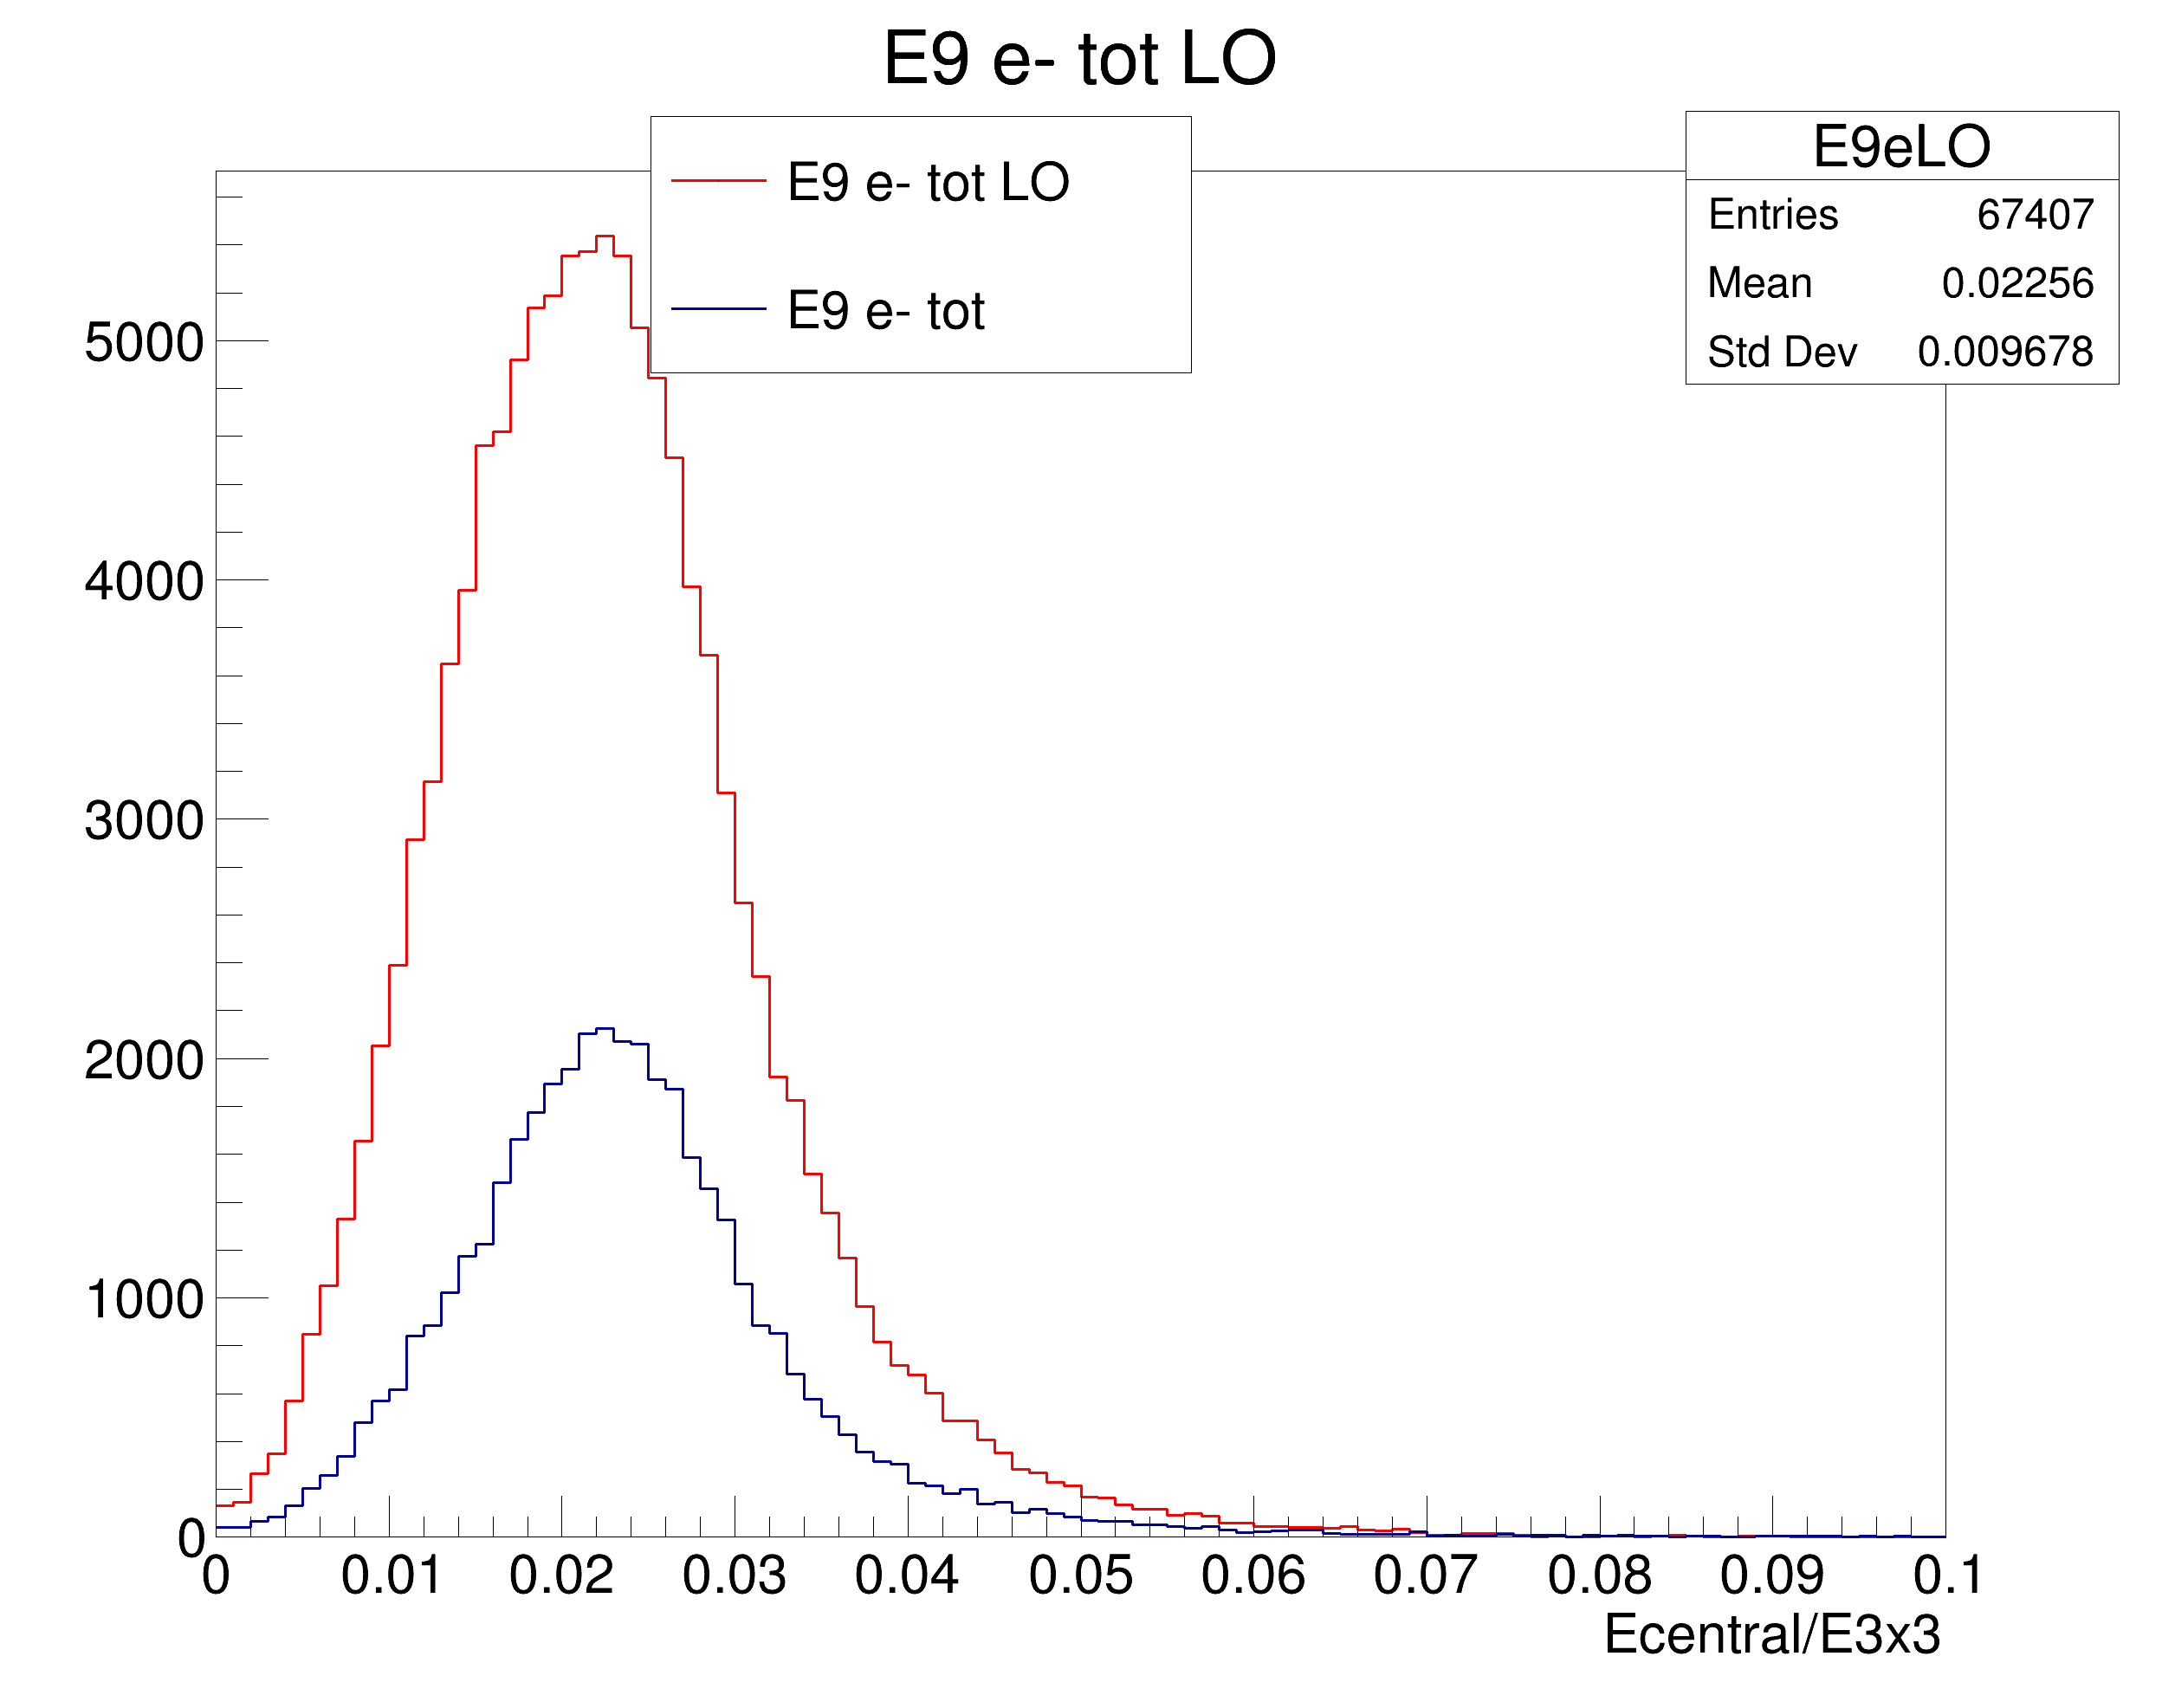 E9 e- tot LO
E9 e- tot LO
E9 e- tot
E9eLO
Entries 67407
Mean 0.02256
Std Dev 0.009678
5000
4000
3000
2000
1000
0
0 0.01 0.02 0.03 0.04 0.05 0.06 0.07 0.08 0.09 0.1
Ecentral/E3x3